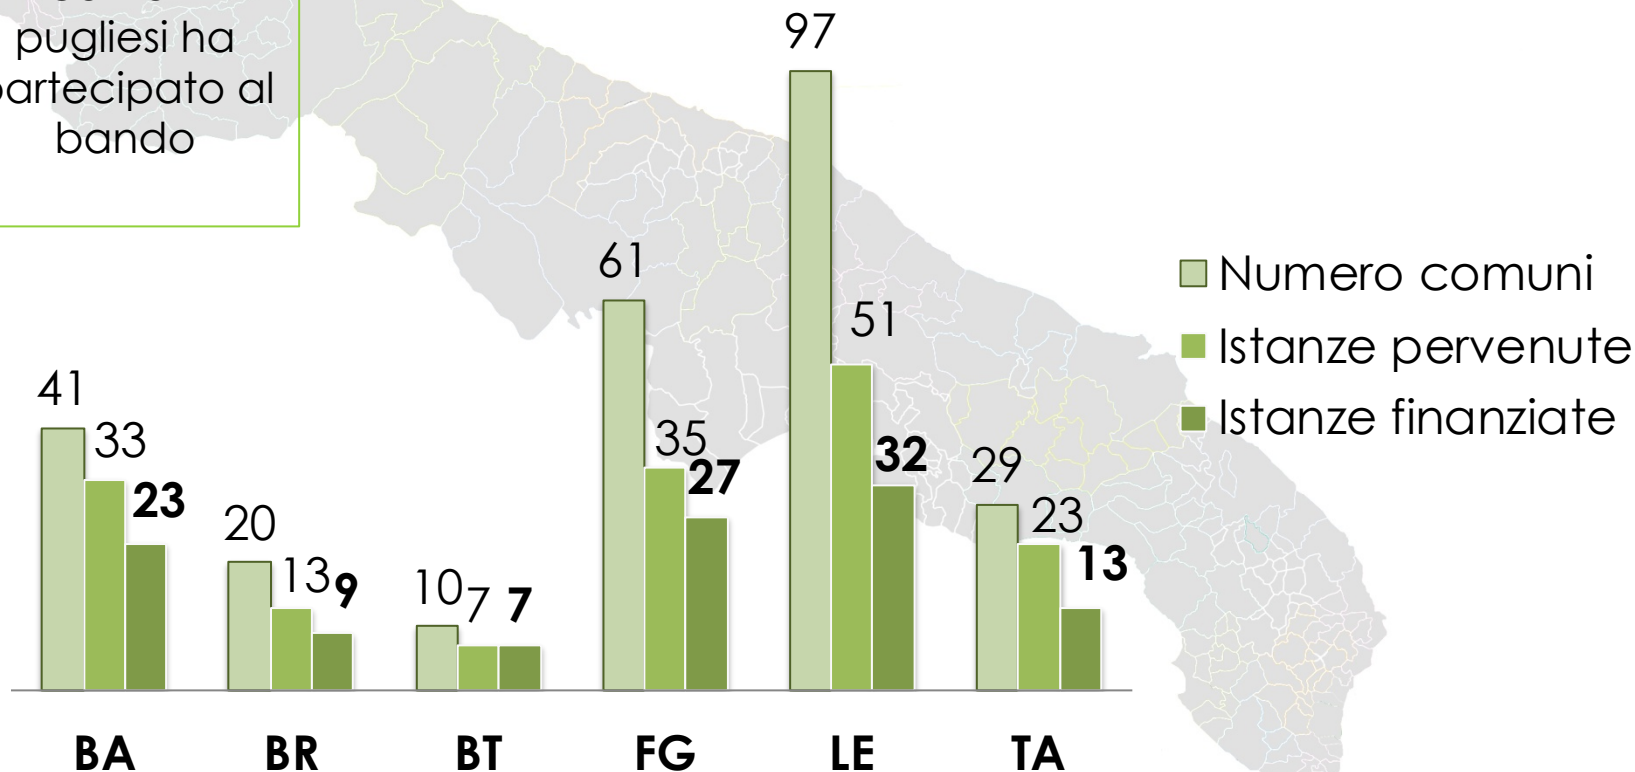 pugliesi ha
partecipato al
bando
97
61
51
41
33
35
32
29
27
23
23
20
13
13
9
10
7
7
Numero comuni
Istanze pervenute
Istanze finanziate
BA BR BT FG LE TA